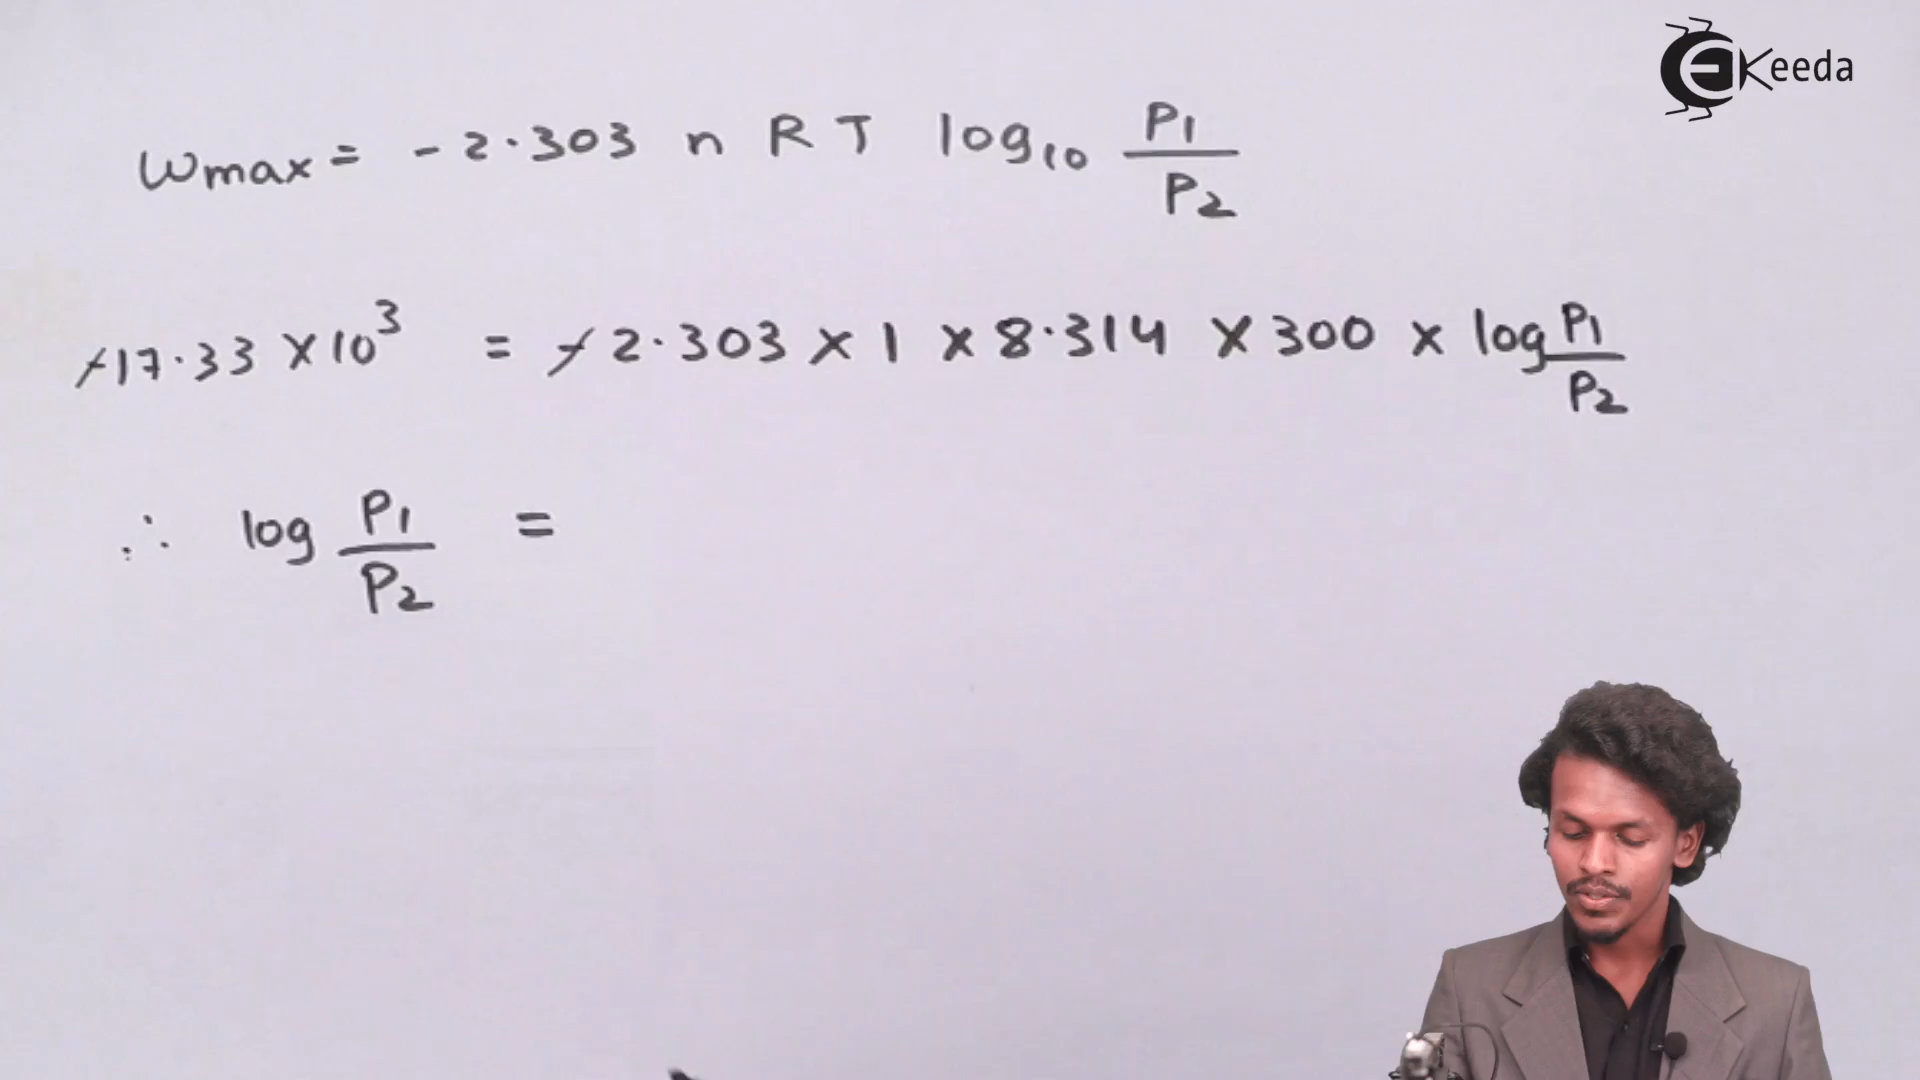 EKeeda
Wmax = - 2.303 n R T log10 P1/P2
-17.33 × 10^3 = -2.303 × 1 × 8.314 × 300 × log P1/P2
∴ log P1/P2 =